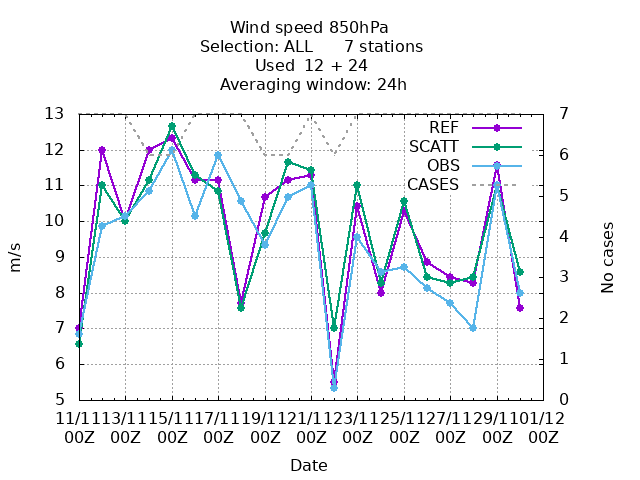 Wind speed 850hPa
Selection: ALL      7 stations
Used  12 + 24
Averaging window: 24h
13 7
REF
SCATT
OBS
CASES
12 6
11 5
10 4
9
8 3
7 2
6 1
5 0
m/s
No cases
11/11 13/11 15/11 17/11 19/11 21/11 23/11 25/11 27/11 29/11 01/12
00Z 00Z 00Z 00Z 00Z 00Z 00Z 00Z 00Z 00Z 00Z
Date